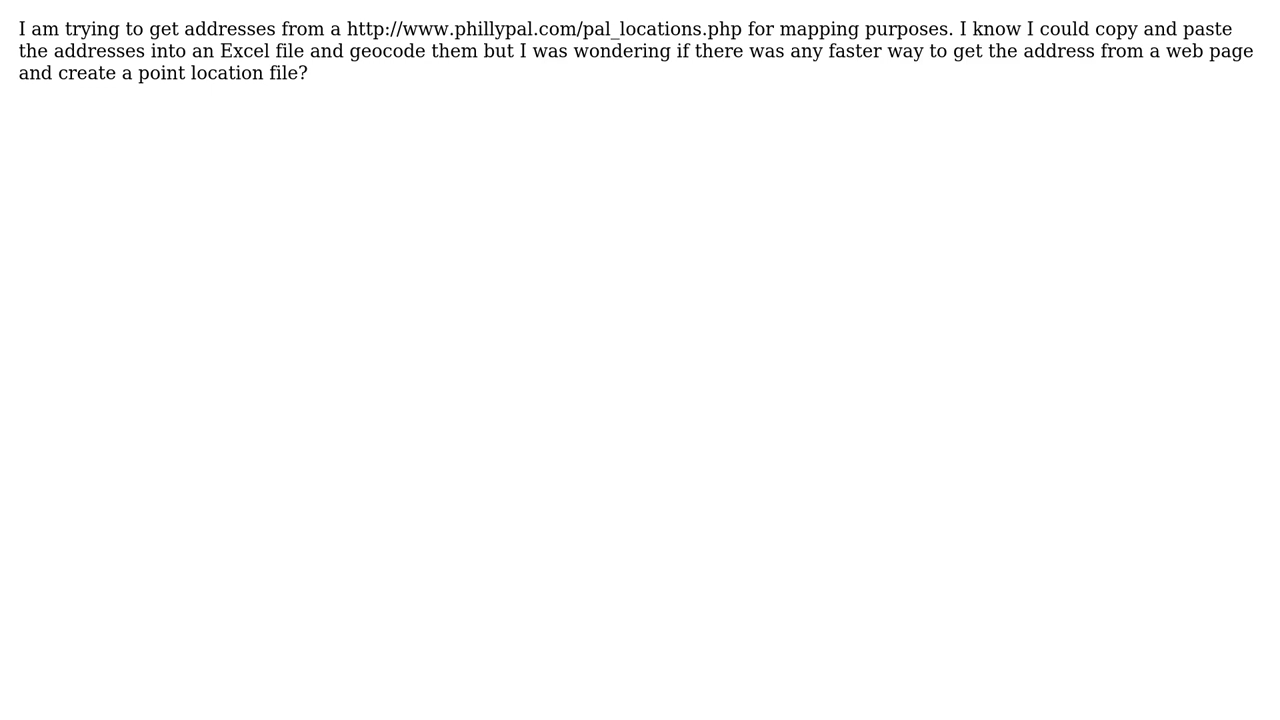 I am trying to get addresses from a http://www.phillypal.com/pal_locations.php for mapping purposes. I know I could copy and paste
the addresses into an Excel file and geocode them but I was wondering if there was any faster way to get the address from a web page
and create a point location file?